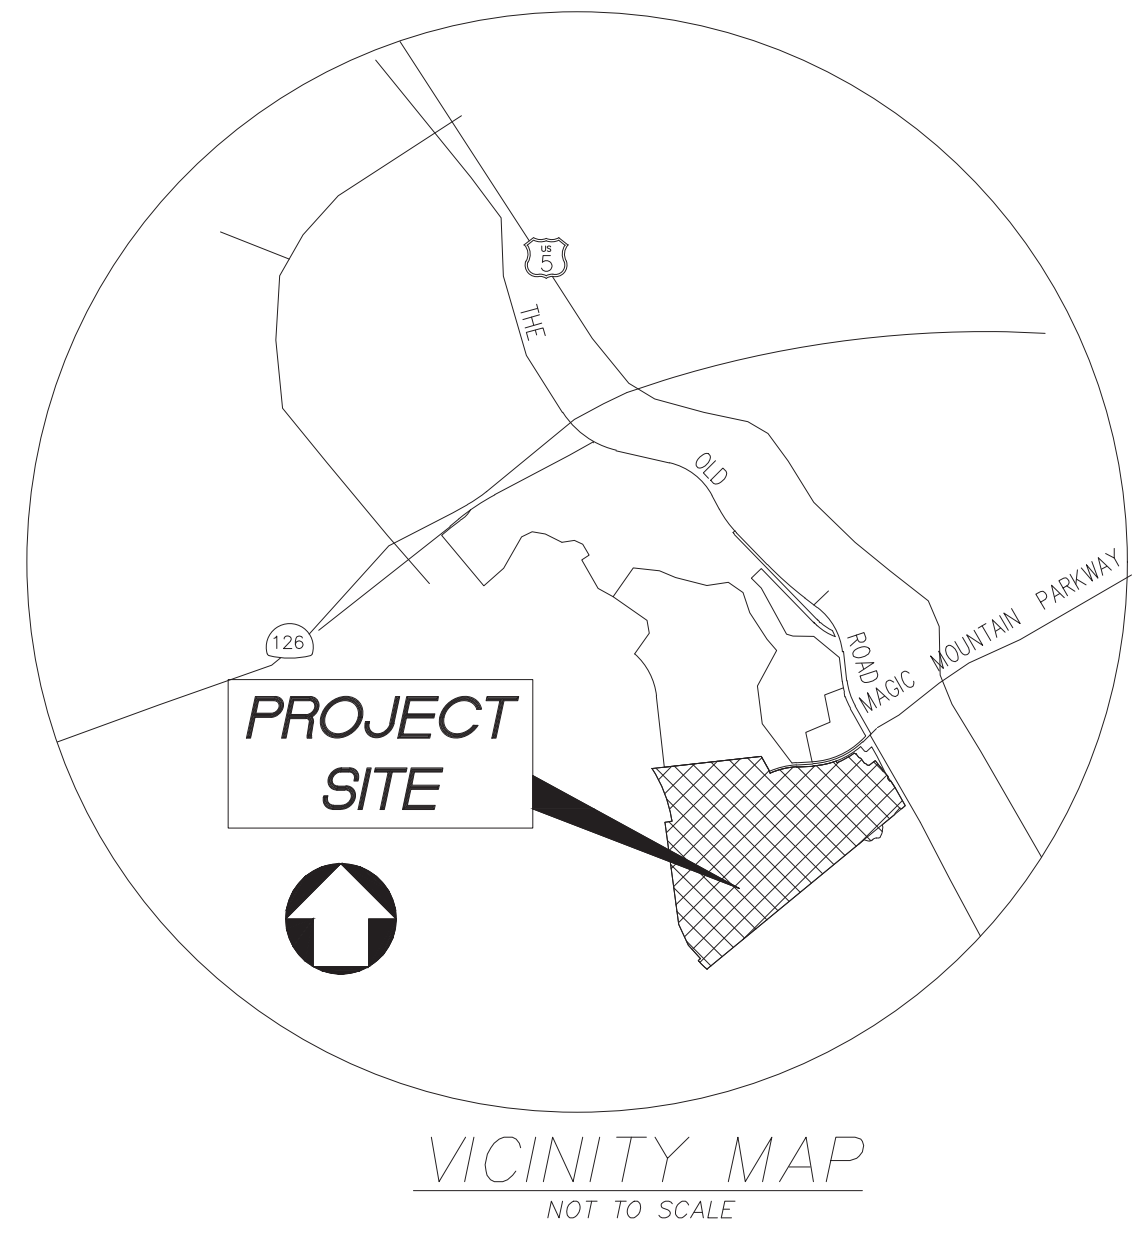 US
5
THE
OLD
ROAD
MAGIC MOUNTAIN PARKWAY
126
PROJECT
SITE
VICINITY MAP
NOT TO SCALE